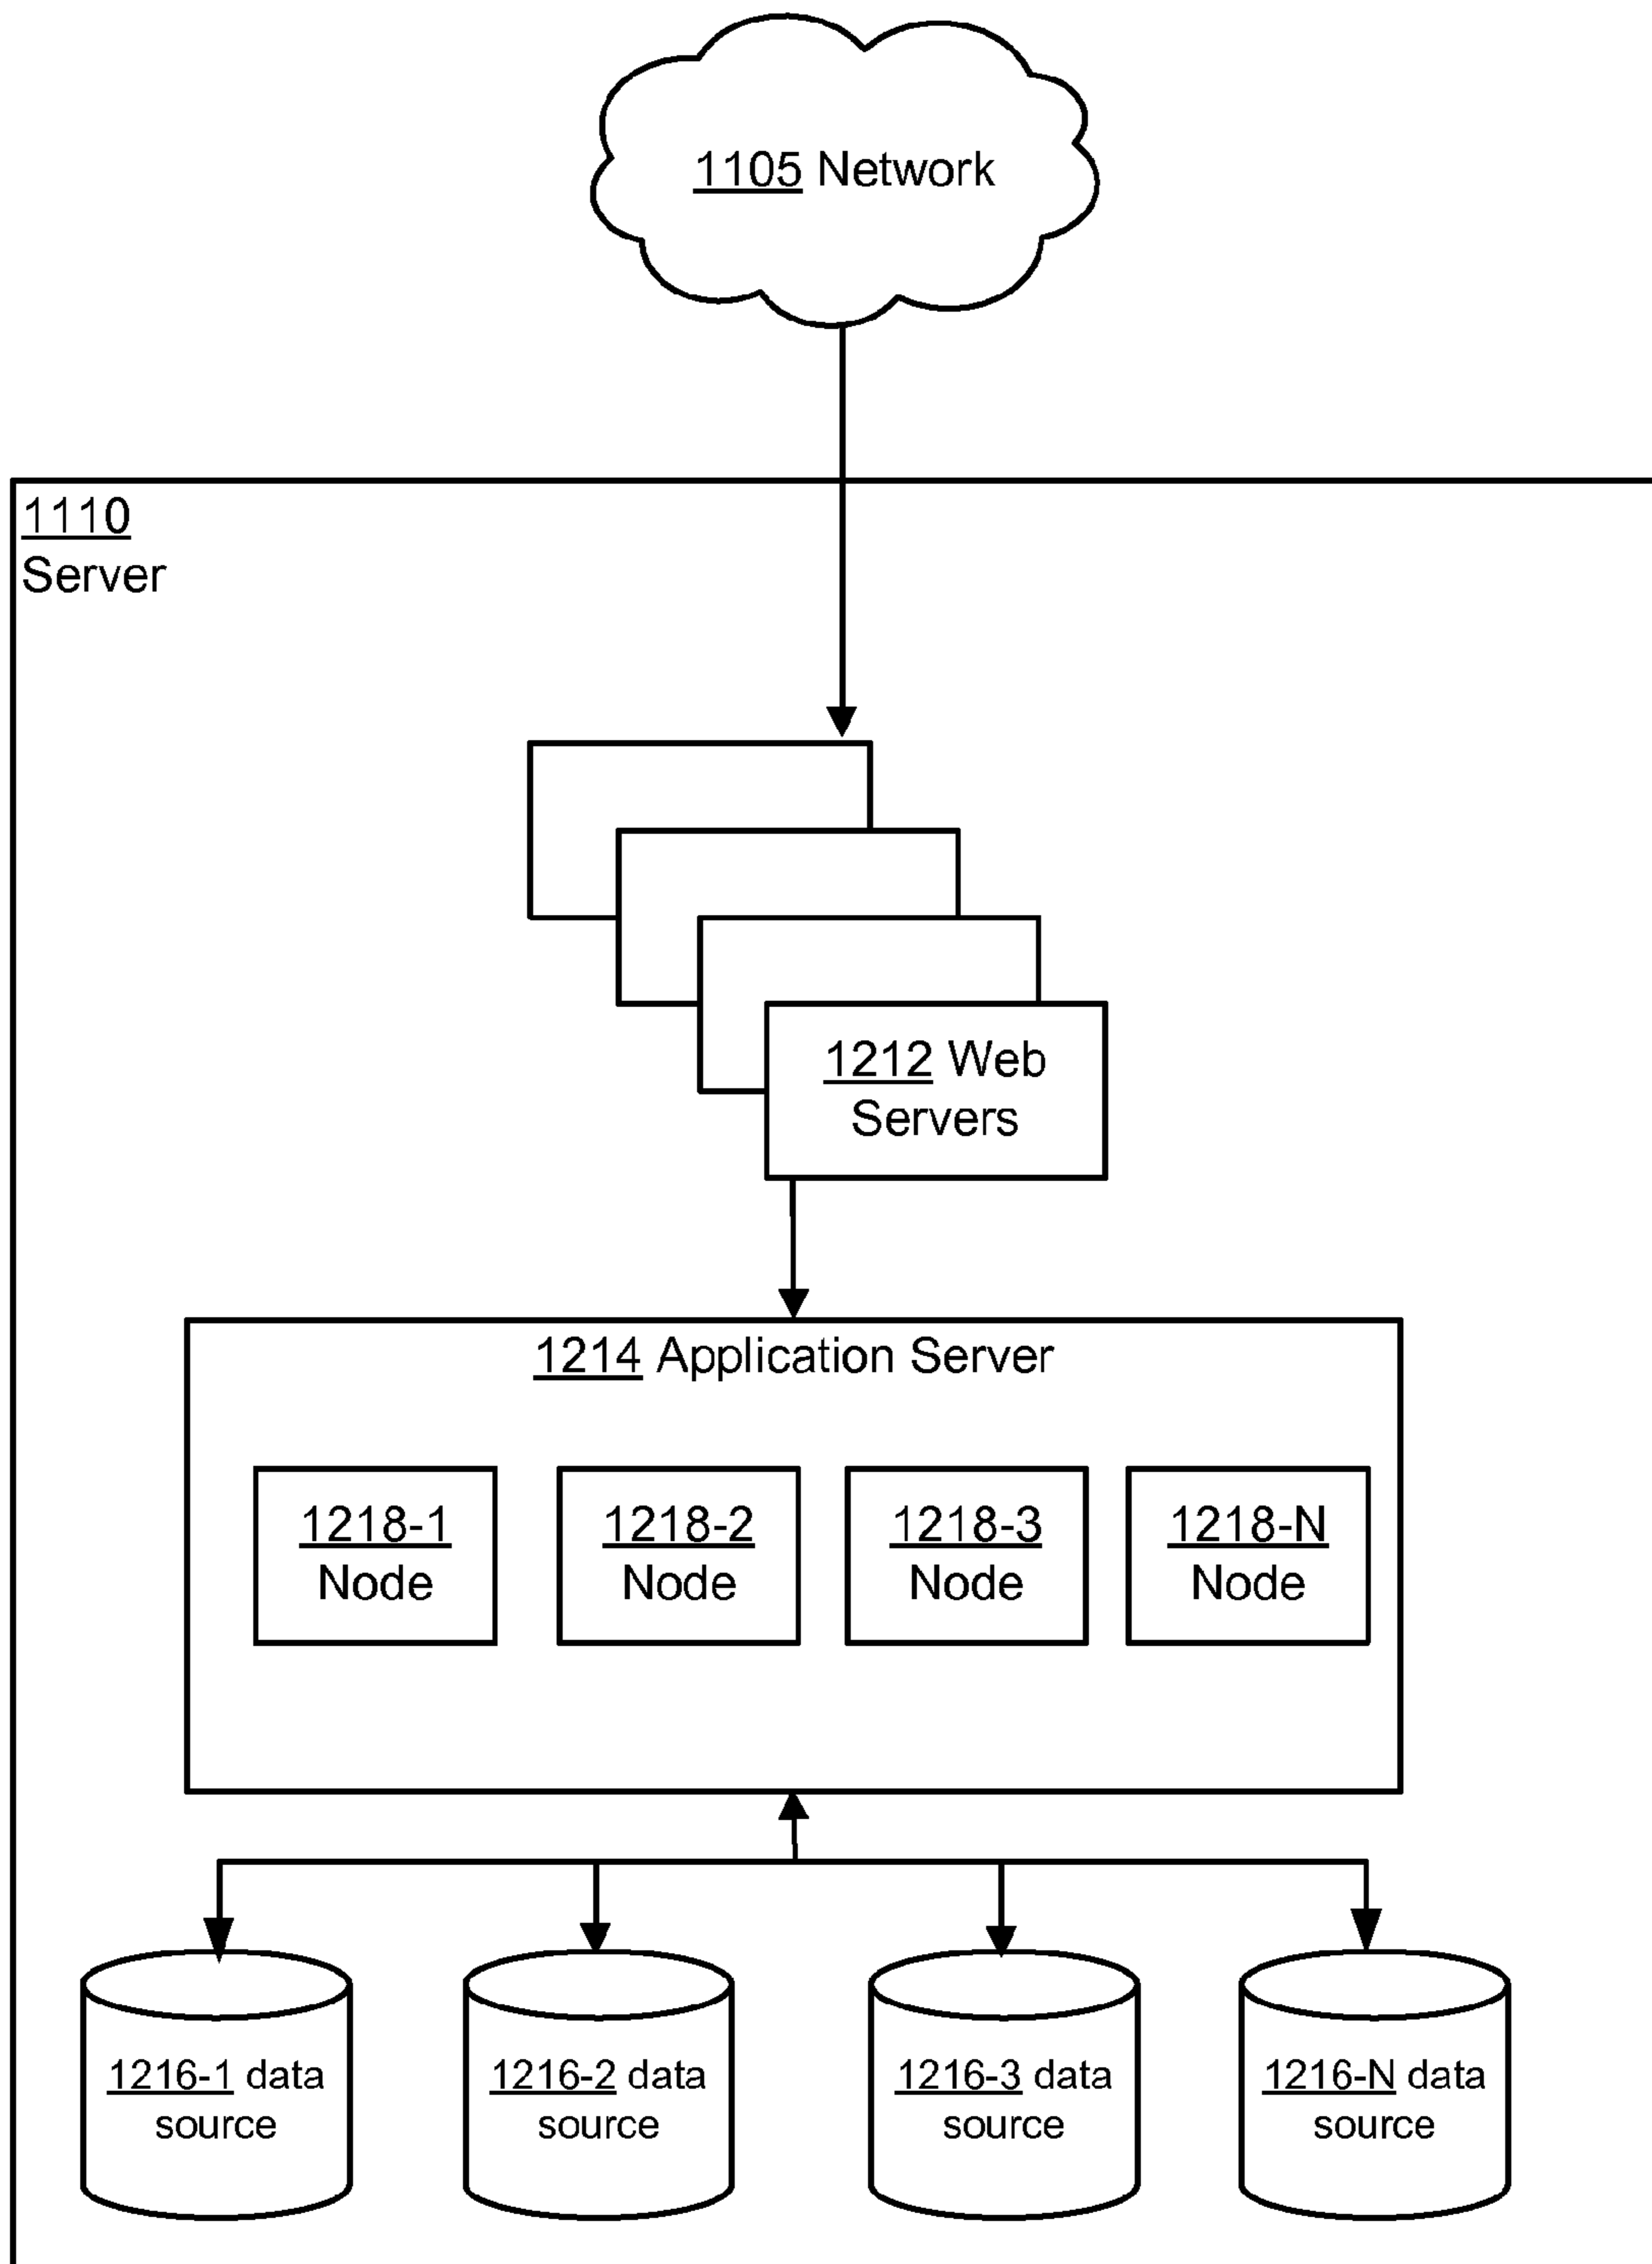 1105 Network
1110
Server
1212 Web
Servers
1214 Application Server
1218-1
Node
1218-2
Node
1218-3
Node
1218-N
Node
1216-1 data
source
1216-2 data
source
1216-3 data
source
1216-N data
source